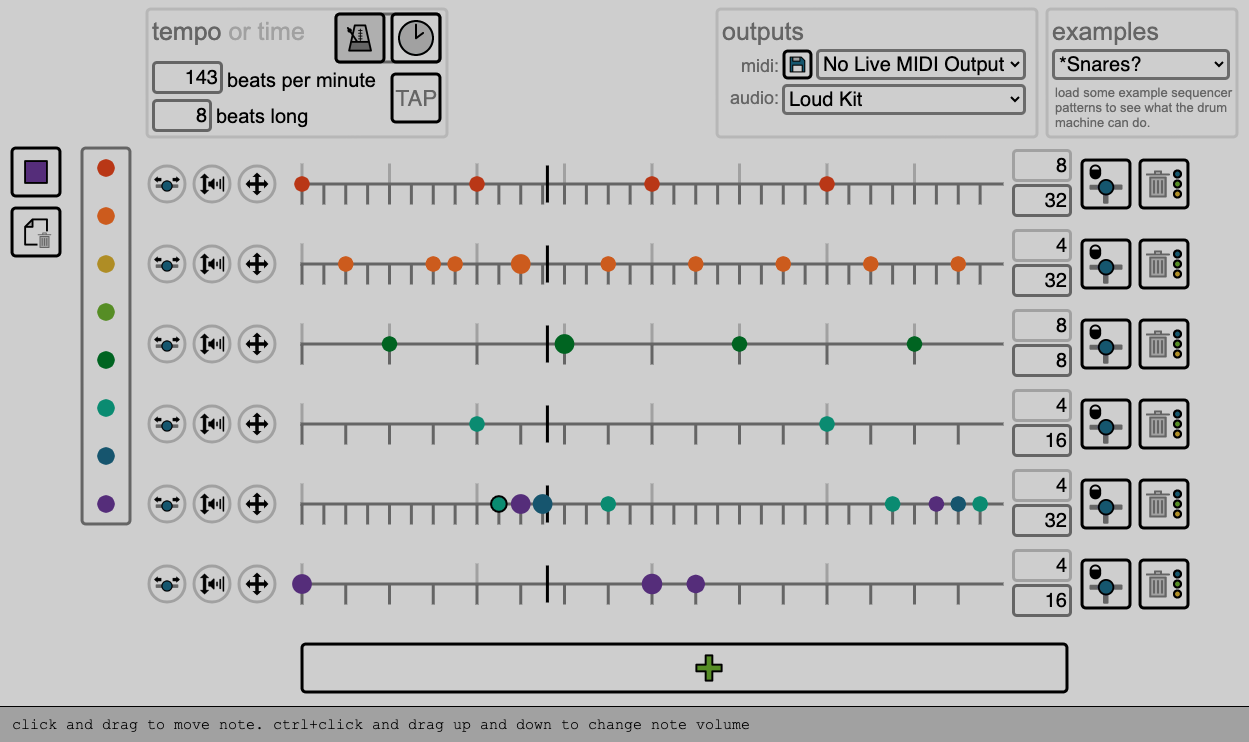 tempo or time
143 beats per minute
8 beats long
TAP
outputs
midi: No Live MIDI Output
audio: Loud Kit
examples
*Snares?
load some example sequencer
patterns to see what the drum
machine can do.
8
32
4
32
8
8
4
16
4
32
4
16
click and drag to move note. ctrl+click and drag up and down to change note volume